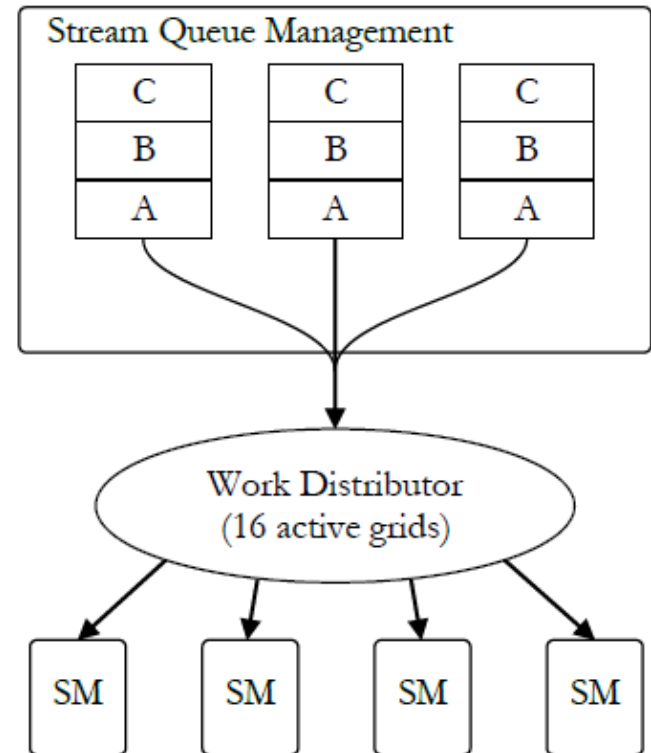 Stream Queue Management
C C C
B B B
A A A
Work Distributor
(16 active grids)
SM SM SM SM